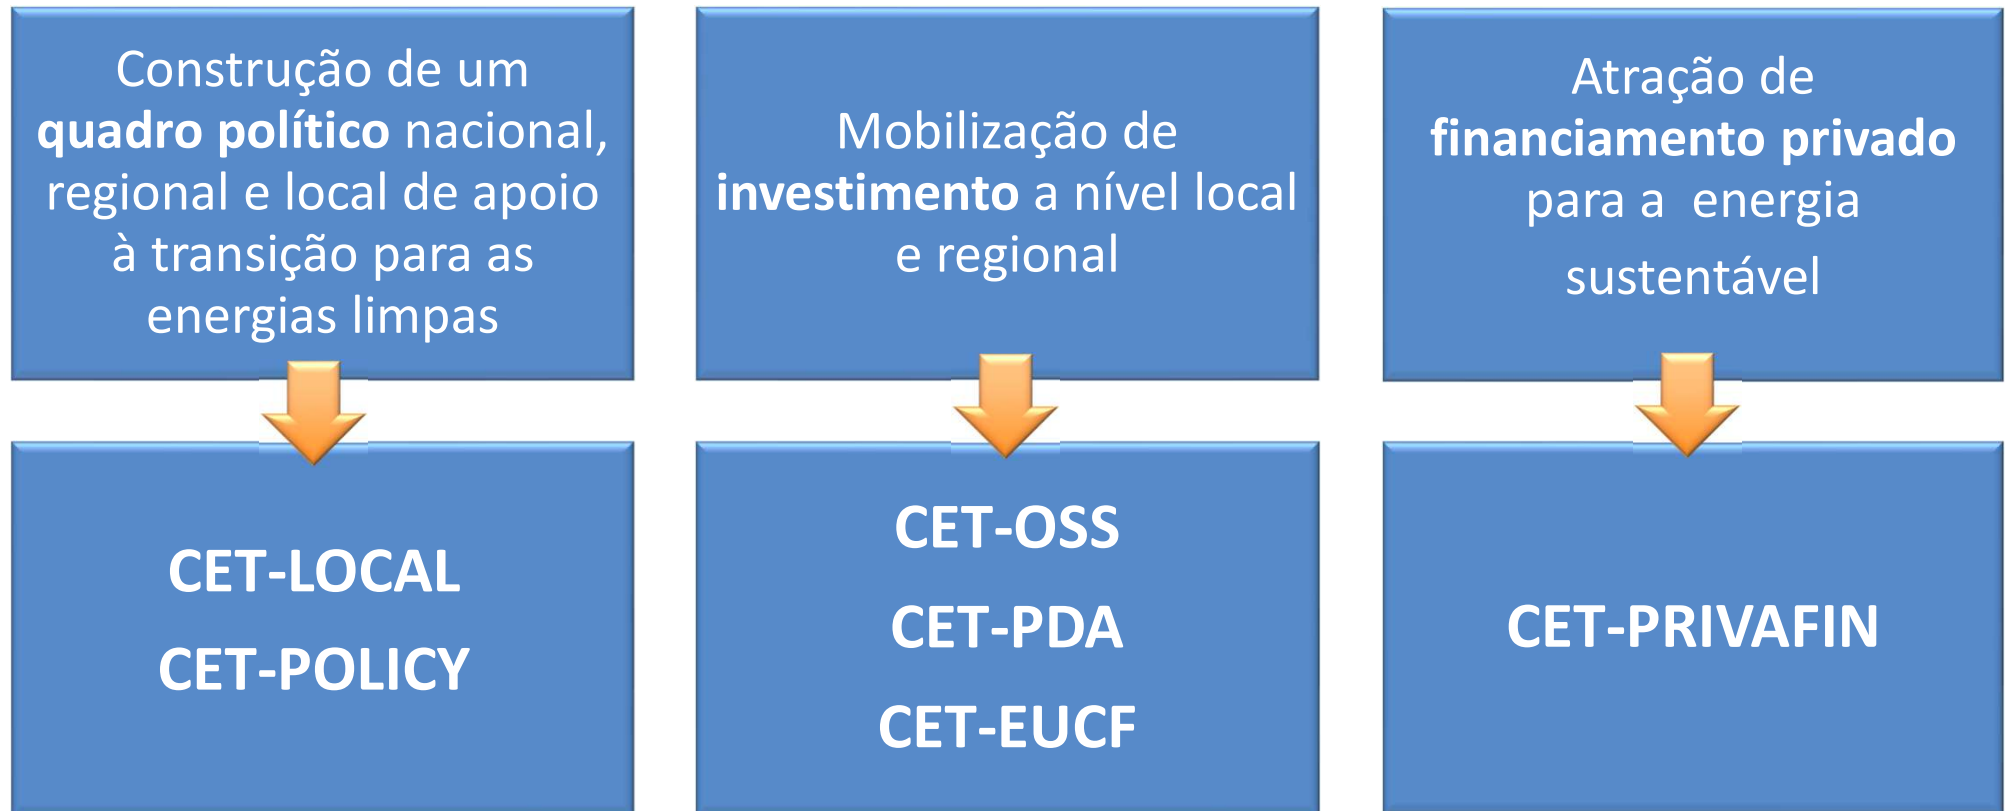 Construção de um
quadro político nacional,
regional e local de apoio
à transição para as
energias limpas
Mobilização de
investimento a nível local
e regional
Atração de
financiamento privado
para a energia
sustentável
CET-LOCAL
CET-POLICY
CET-OSS
CET-PDA
CET-EUCF
CET-PRIVAFIN